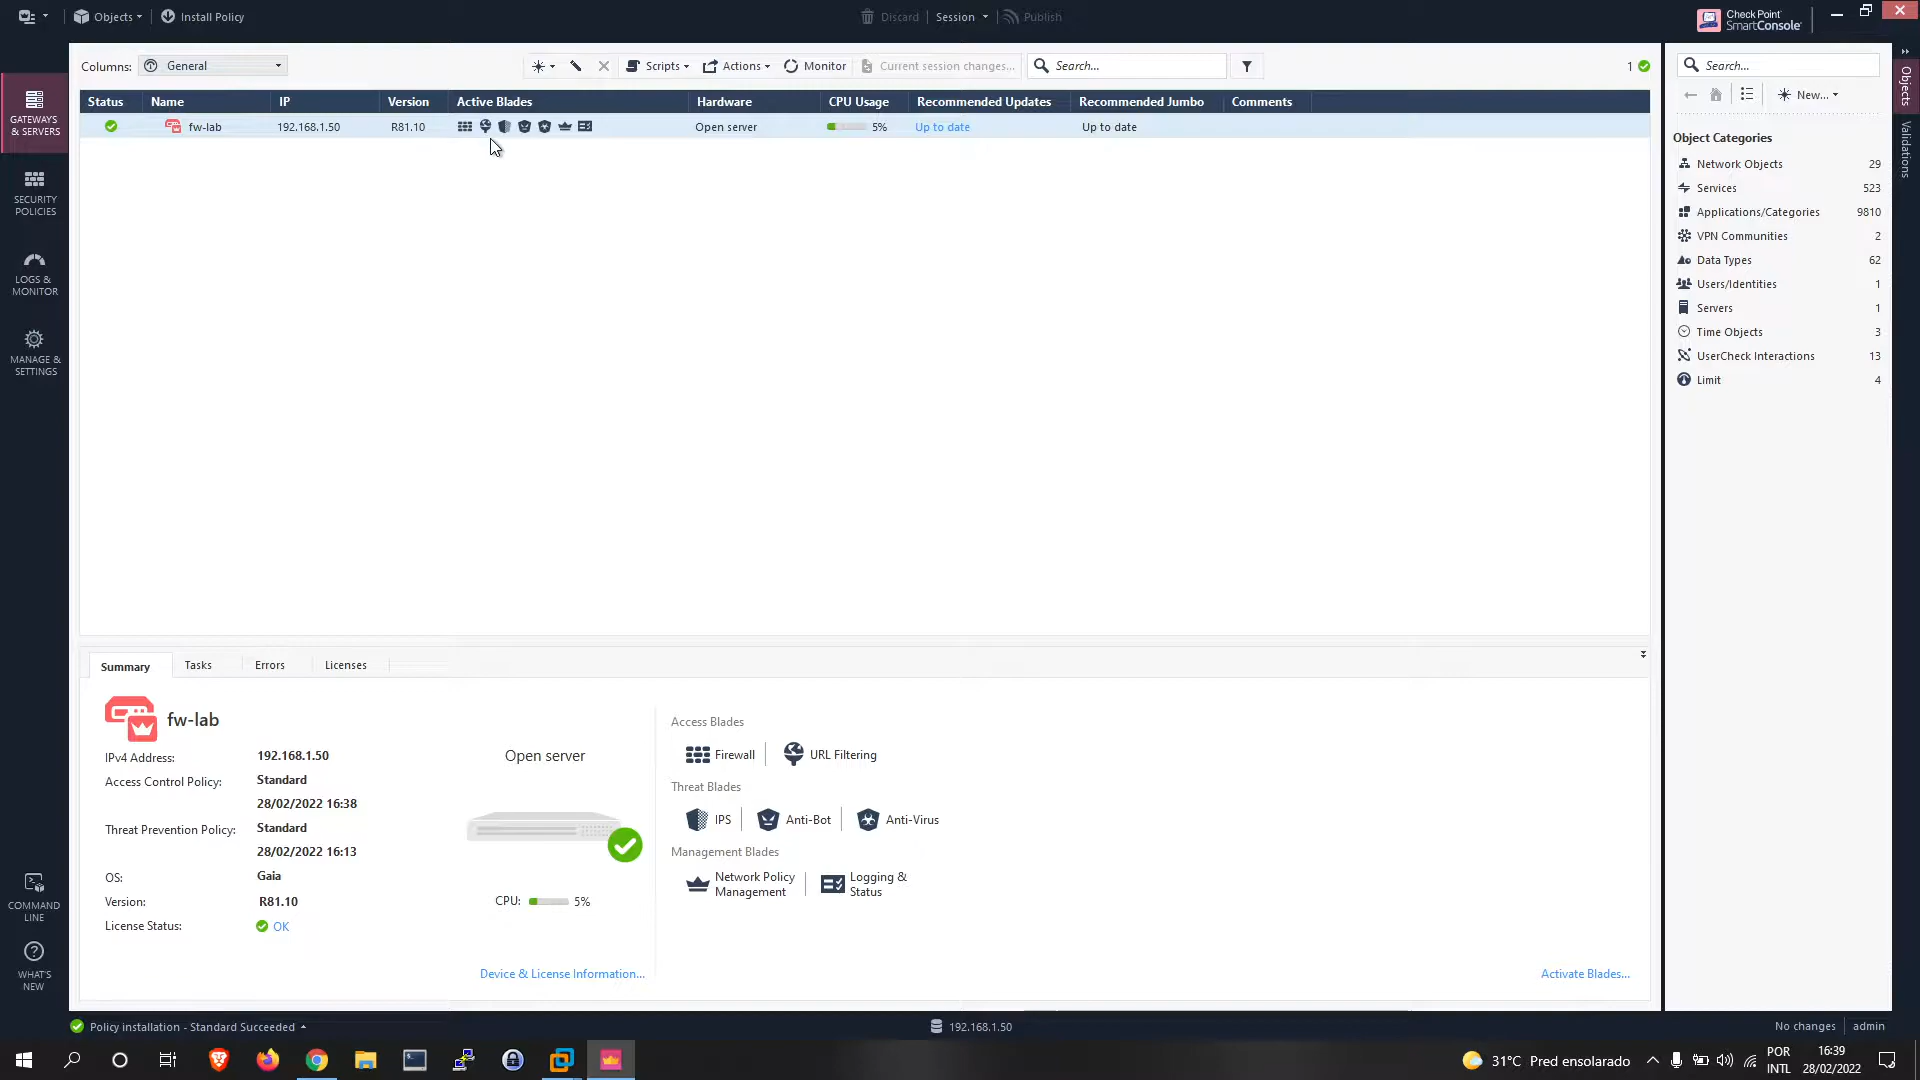 Objects
Install Policy
Discard
Session
Publish
Check Point
SmartConsole
Columns:
General
Scripts
Actions
Monitor
Current session changes...
Search...
1
Status
Name
IP
Version
Active Blades
Hardware
CPU Usage
Recommended Updates
Recommended Jumbo
Comments
fw-lab
192.168.1.50
R81.10
Open server
5%
Up to date
Up to date
GATEWAYS
& SERVERS
SECURITY
POLICIES
LOGS &
MONITOR
MANAGE &
SETTINGS
COMMAND
LINE
WHAT'S
NEW
Search...
New...
Object Categories
Network Objects 29
Services 523
Applications/Categories 9810
VPN Communities 2
Data Types 62
Users/Identities 1
Servers 1
Time Objects 3
UserCheck Interactions 13
Limit 4
Objects
Validations
Summary
Tasks
Errors
Licenses
fw-lab
IPv4 Address: 192.168.1.50
Access Control Policy: Standard
28/02/2022 16:38
Threat Prevention Policy: Standard
28/02/2022 16:13
OS: Gaia
Version: R81.10
License Status: OK
Open server
CPU: 5%
Device & License Information...
Access Blades
Firewall
URL Filtering
Threat Blades
IPS
Anti-Bot
Anti-Virus
Management Blades
Network Policy
Management
Logging &
Status
Activate Blades...
Policy installation - Standard Succeeded
192.168.1.50
No changes
admin
31°C Pred ensolarado
POR
INTL
16:39
28/02/2022